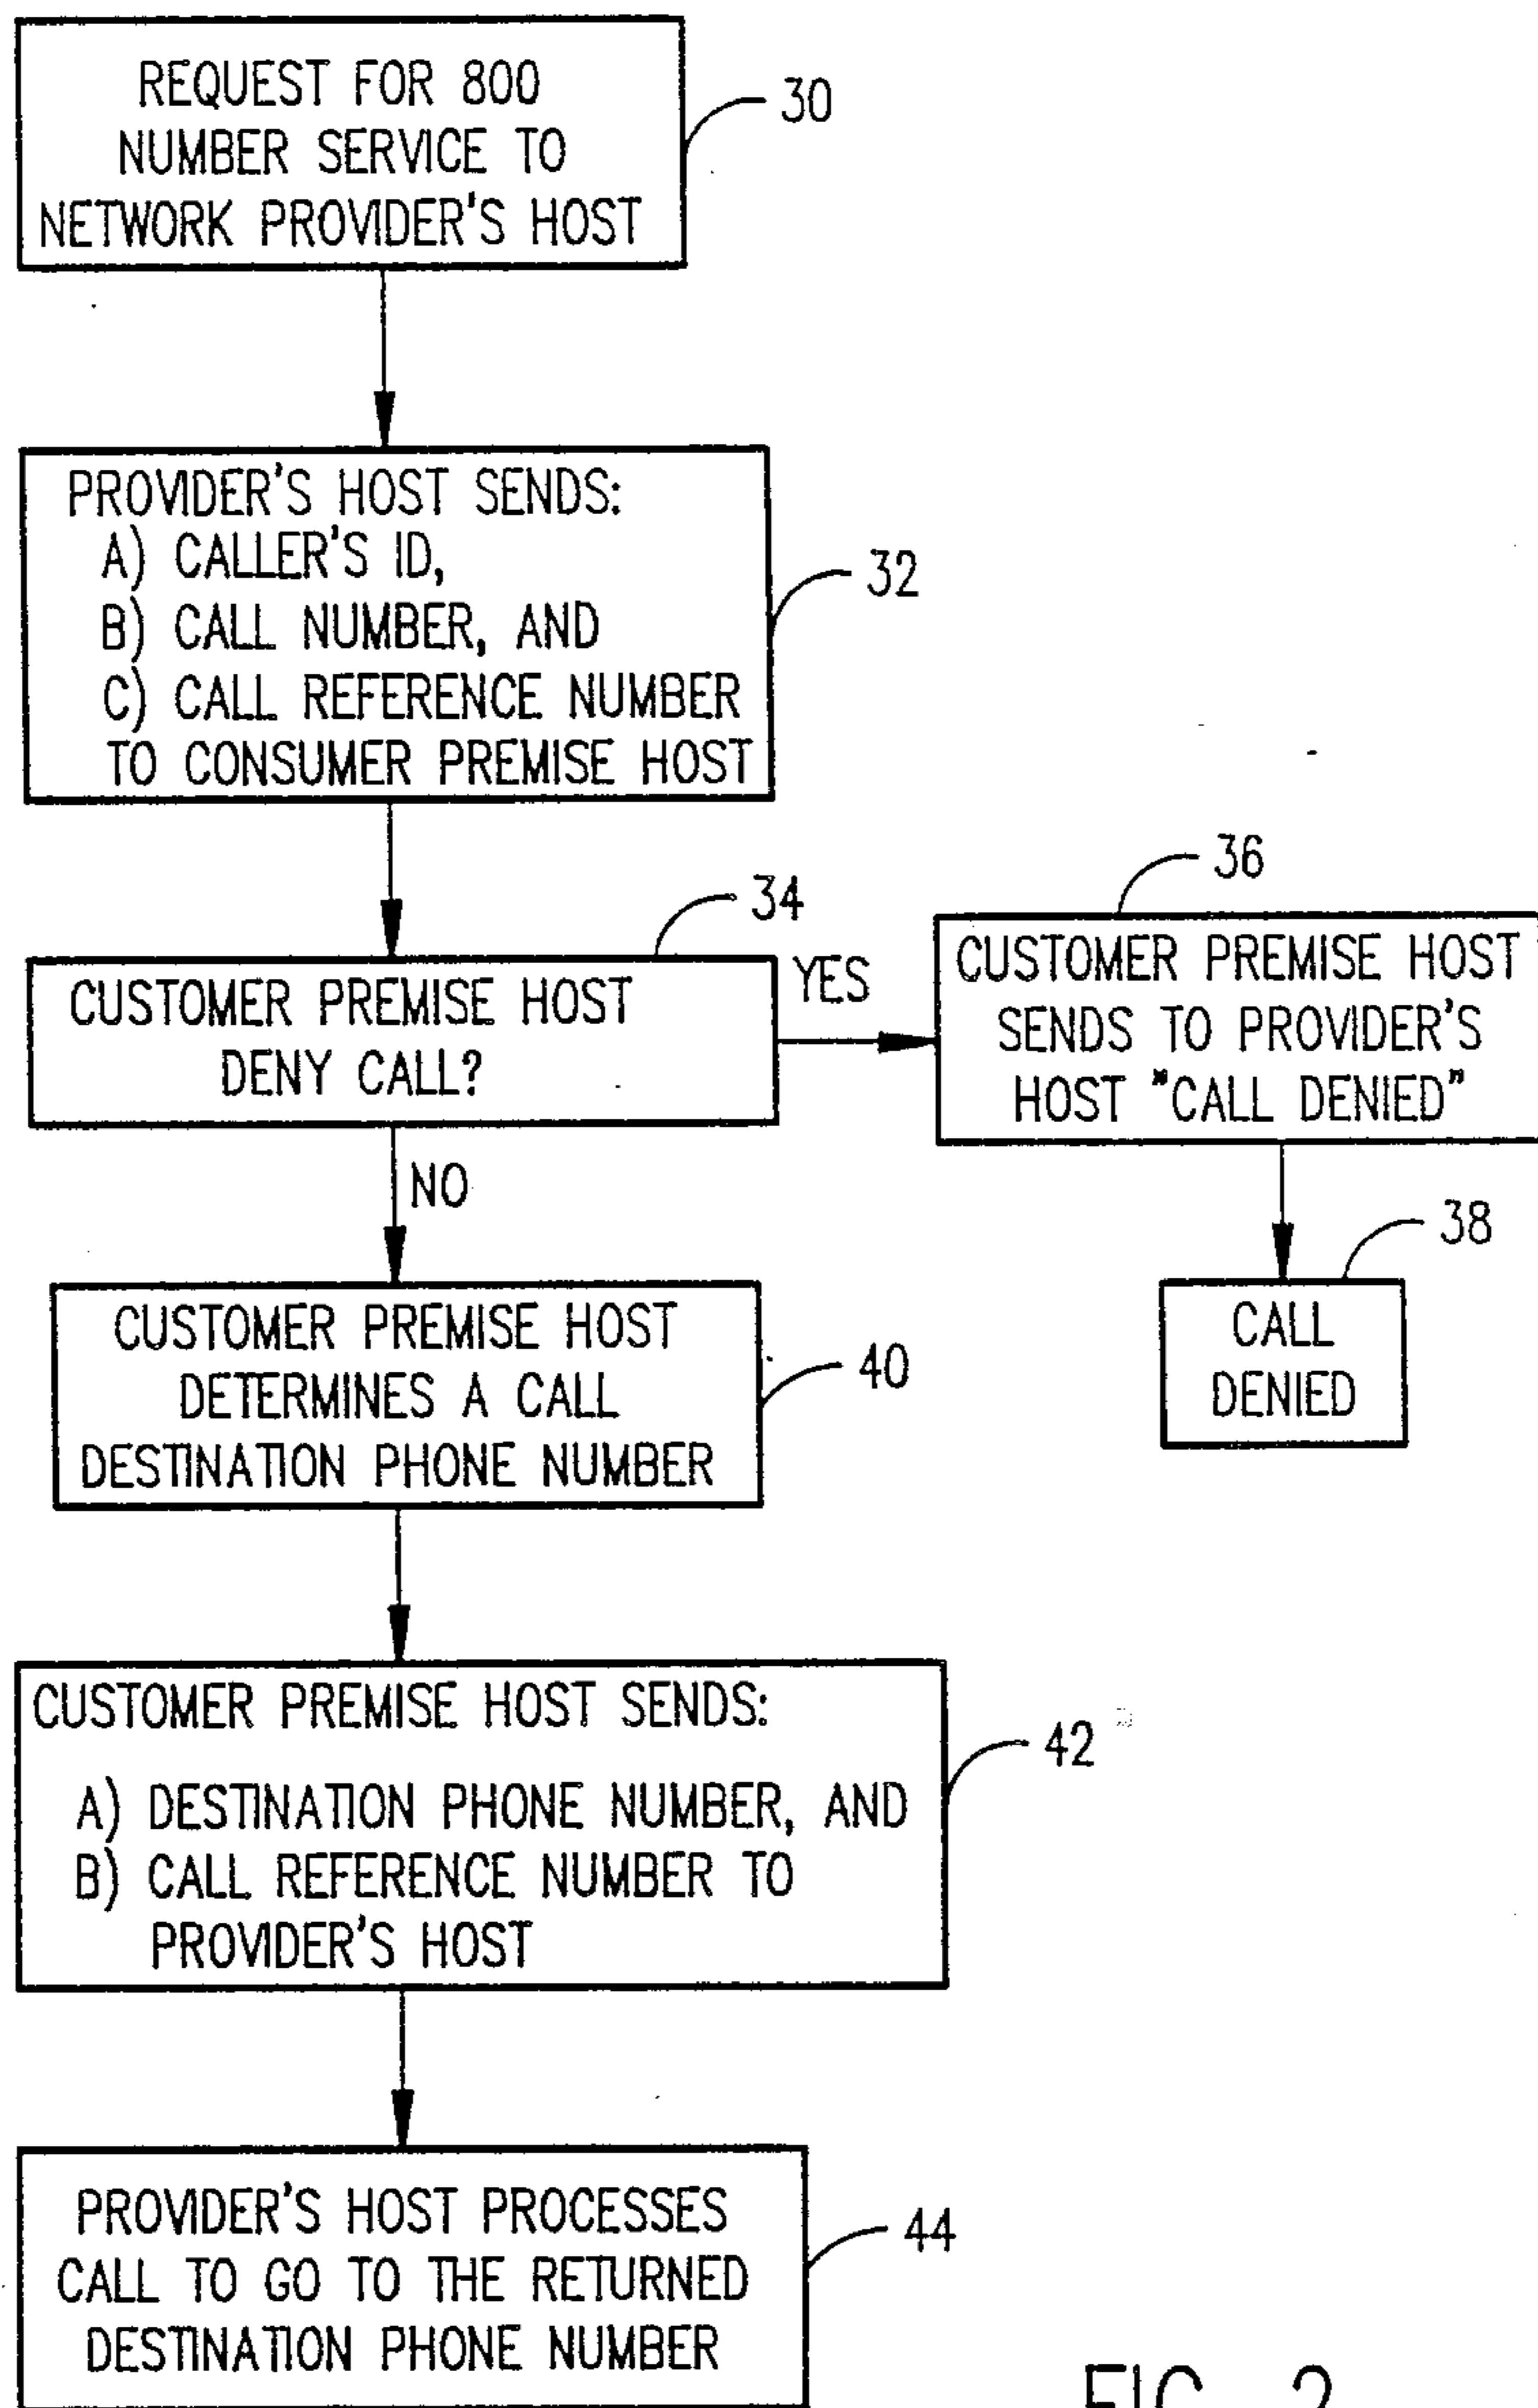 REQUEST FOR 800
NUMBER SERVICE TO
NETWORK PROVIDER'S HOST
30
PROVIDER'S HOST SENDS:
A) CALLER'S ID,
B) CALL NUMBER, AND
C) CALL REFERENCE NUMBER
TO CONSUMER PREMISE HOST
32
CUSTOMER PREMISE HOST
DENY CALL?
34
YES
CUSTOMER PREMISE HOST
SENDS TO PROVIDER'S
HOST "CALL DENIED"
36
NO
CALL
DENIED
38
CUSTOMER PREMISE HOST
DETERMINES A CALL
DESTINATION PHONE NUMBER
40
CUSTOMER PREMISE HOST SENDS:
A) DESTINATION PHONE NUMBER, AND
B) CALL REFERENCE NUMBER TO
PROVIDER'S HOST
42
PROVIDER'S HOST PROCESSES
CALL TO GO TO THE RETURNED
DESTINATION PHONE NUMBER
44
FIG. 2